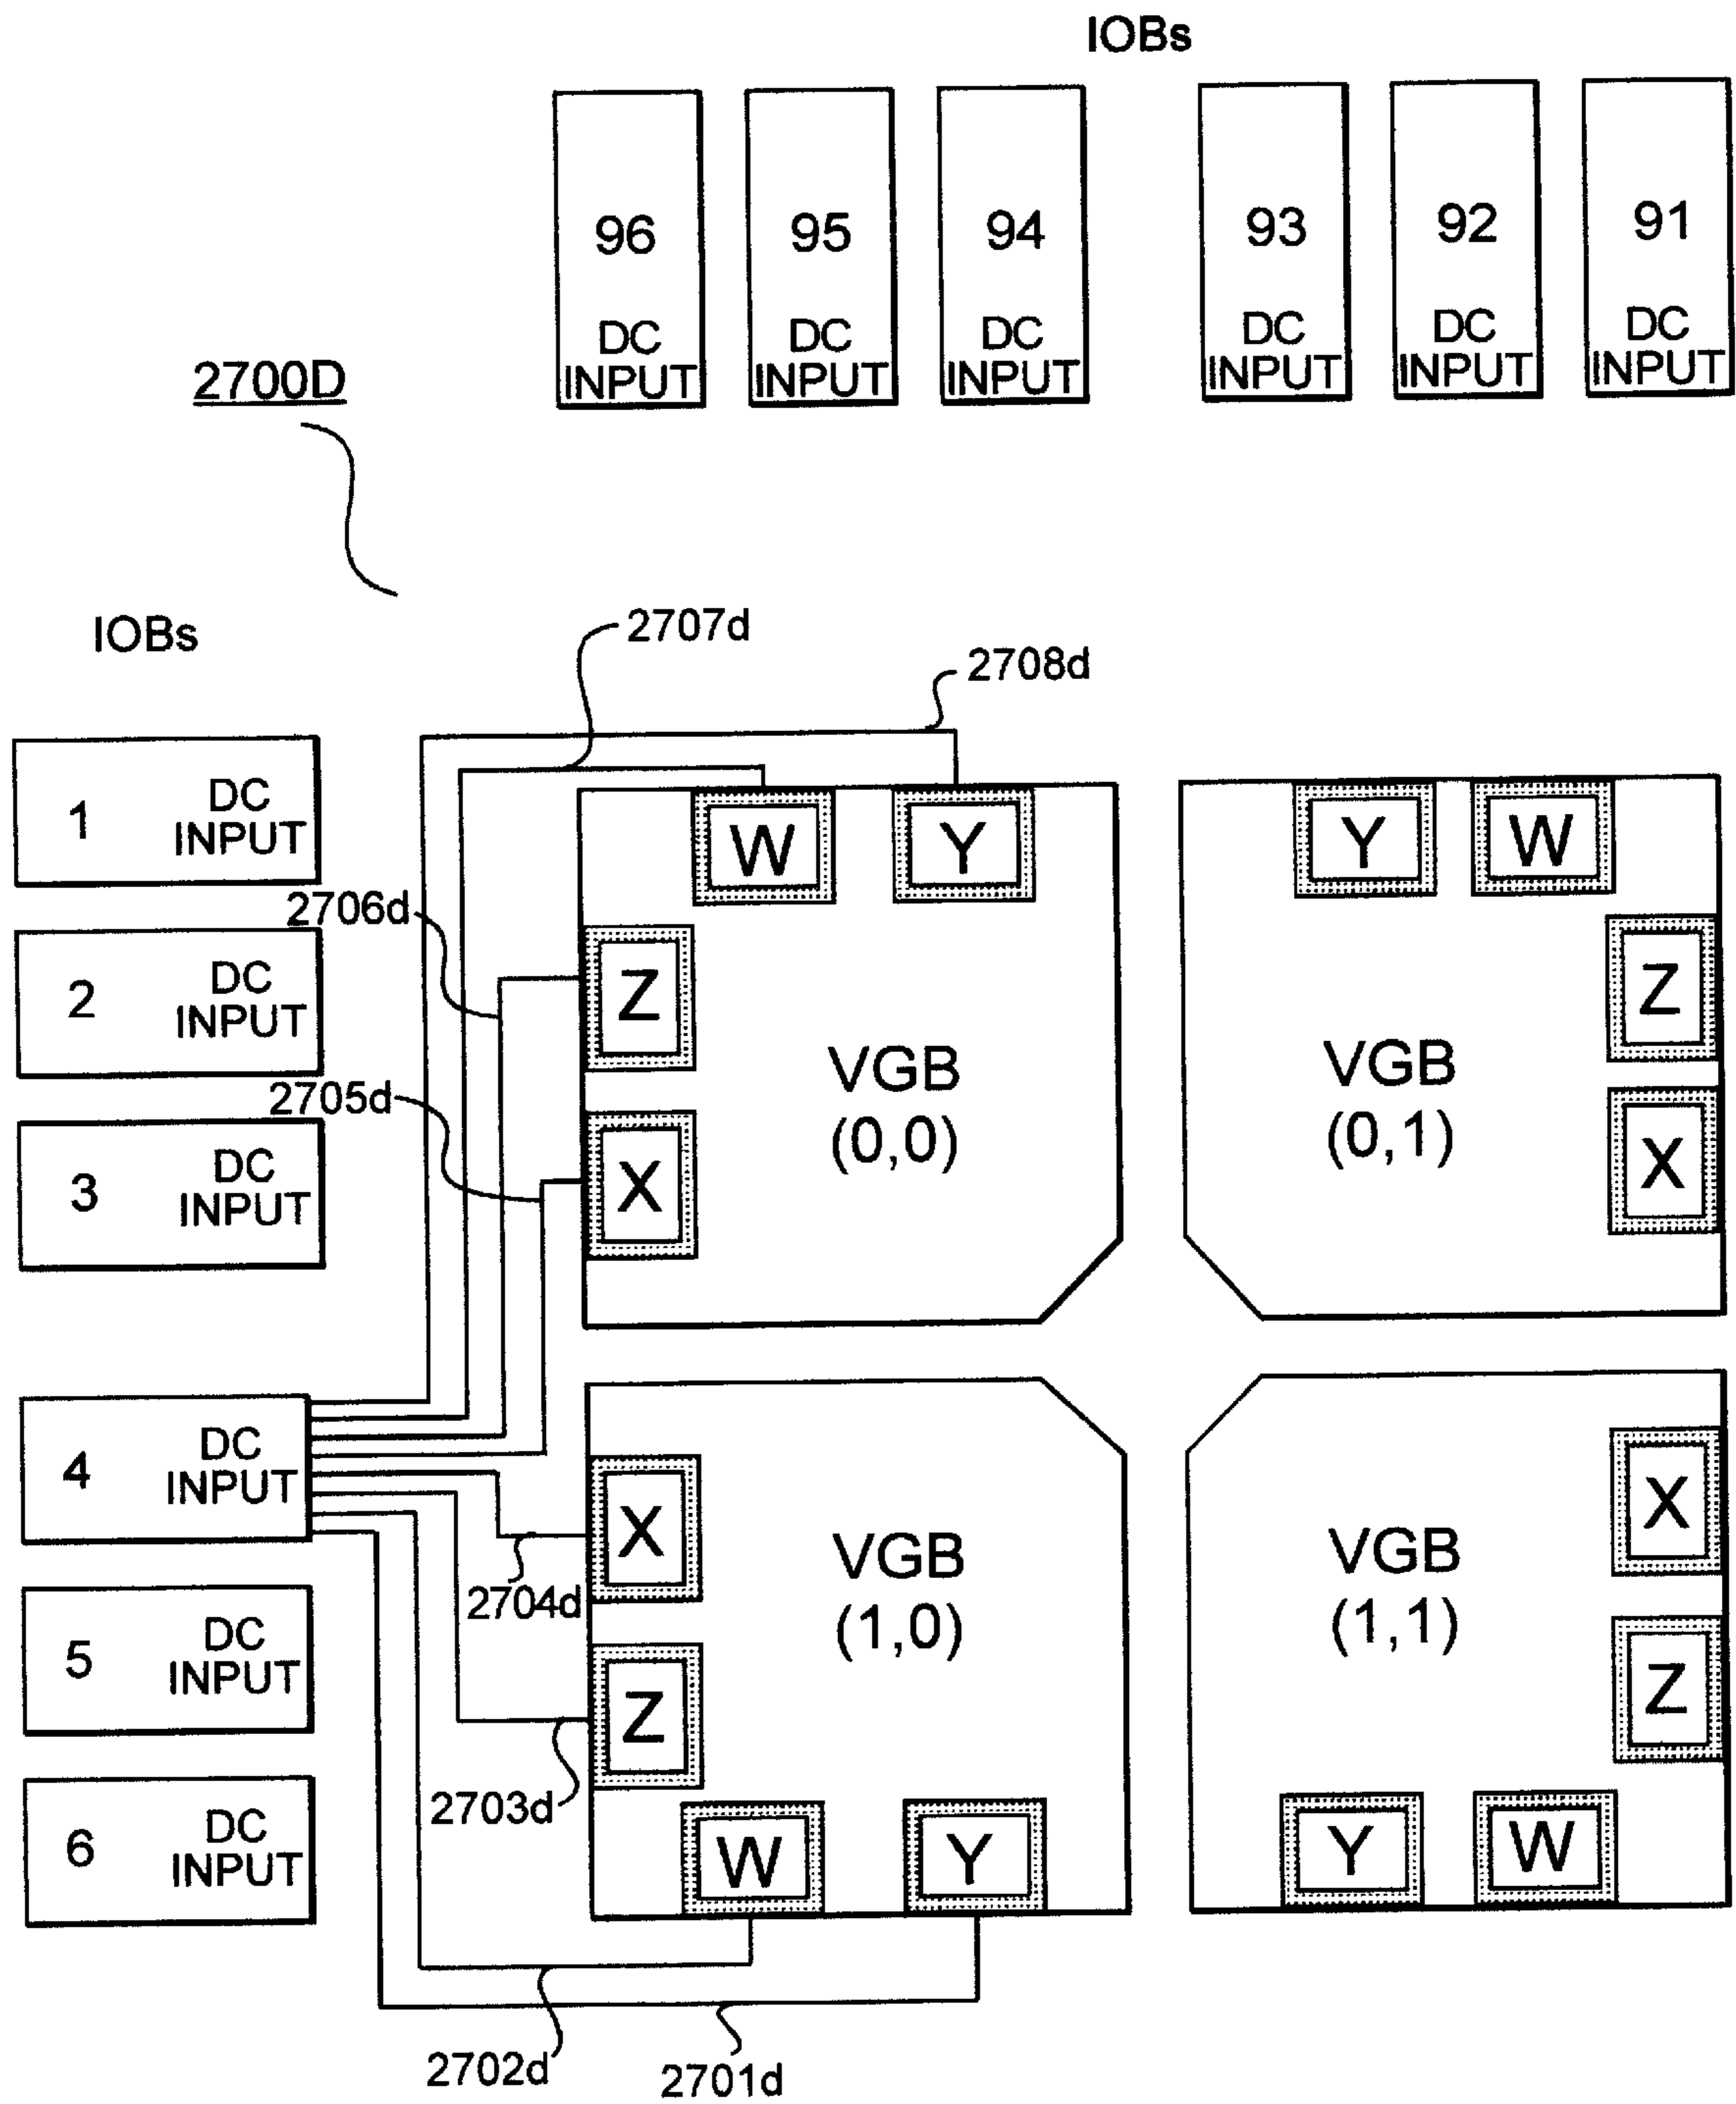 IOBs
96
DC
INPUT
95
DC
INPUT
94
DC
INPUT
93
DC
INPUT
92
DC
INPUT
91
DC
INPUT
2700D
IOBs
2707d
2708d
1
DC
INPUT
2
DC
INPUT
3
DC
INPUT
4
DC
INPUT
5
DC
INPUT
6
DC
INPUT
2706d
2705d
W
Y
Z
X
VGB
(0,0)
Y
W
Z
X
VGB
(0,1)
X
Z
W
Y
VGB
(1,0)
X
Z
Y
W
VGB
(1,1)
2704d
2703d
2702d
2701d